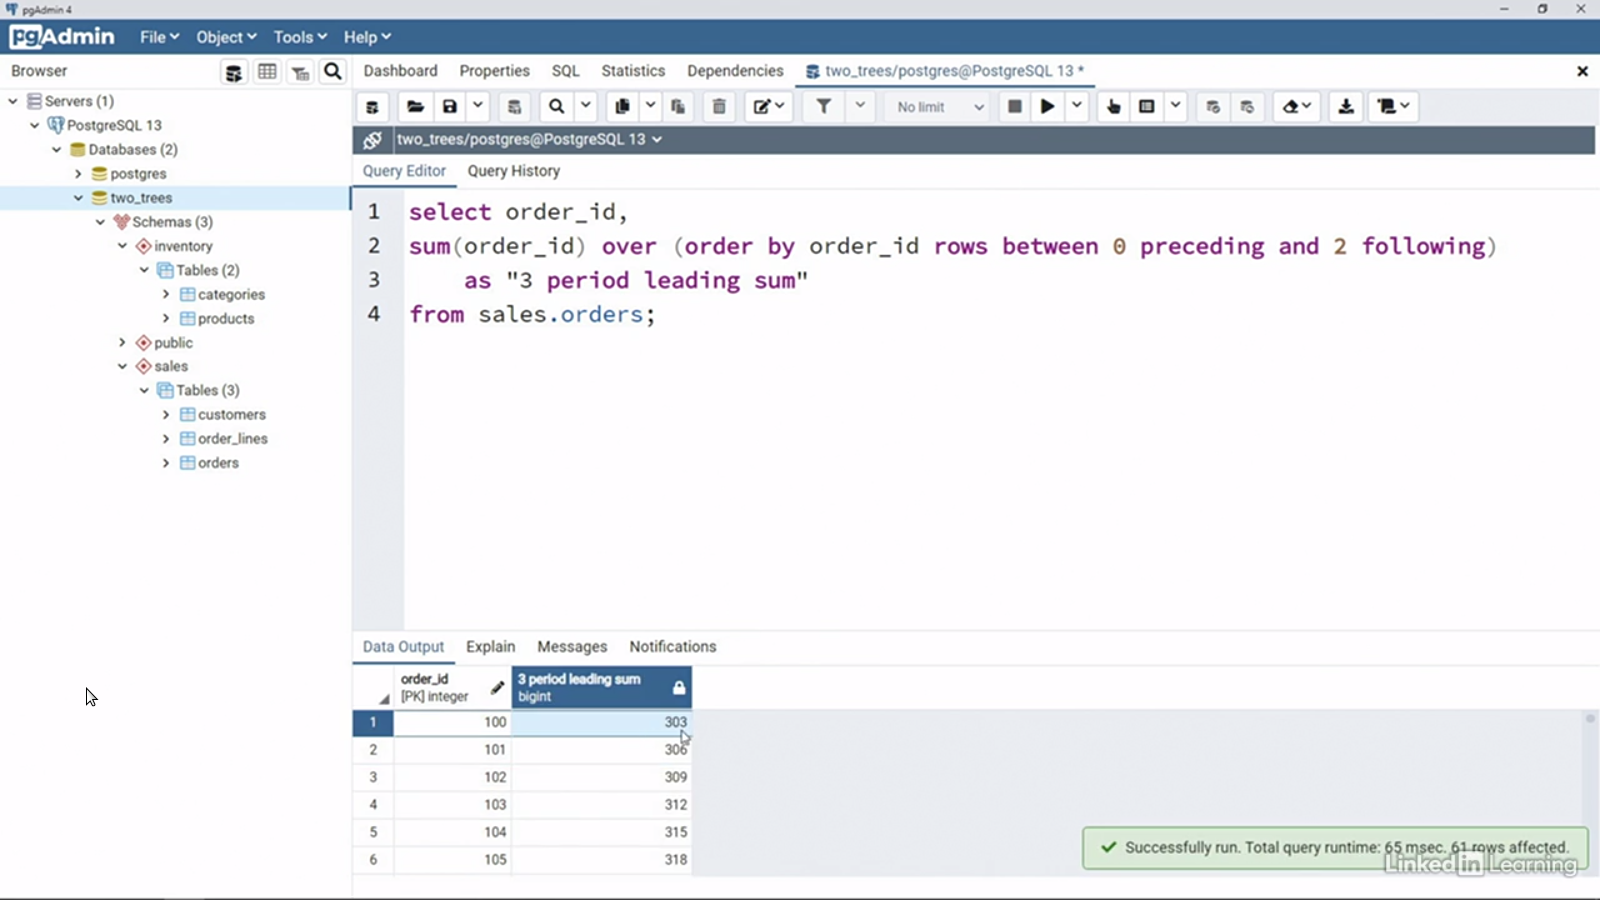 pgAdmin 4
pgAdmin File Object Tools Help
Browser
Dashboard Properties SQL Statistics Dependencies two_trees/postgres@PostgreSQL 13 *
No limit
two_trees/postgres@PostgreSQL 13
Servers (1)
PostgreSQL 13
Databases (2)
postgres
two_trees
Schemas (3)
inventory
Tables (2)
categories
products
public
sales
Tables (3)
customers
order_lines
orders
Query Editor Query History
1 select order_id,
2 sum(order_id) over (order by order_id rows between 0 preceding and 2 following)
3 as "3 period leading sum"
4 from sales.orders;
Data Output Explain Messages Notifications
order_id 3 period leading sum
[PK] integer bigint
1 100 303
2 101 306
3 102 309
4 103 312
5 104 315
6 105 318
Successfully run. Total query runtime: 65 msec. 61 rows affected.
Linked in Learning